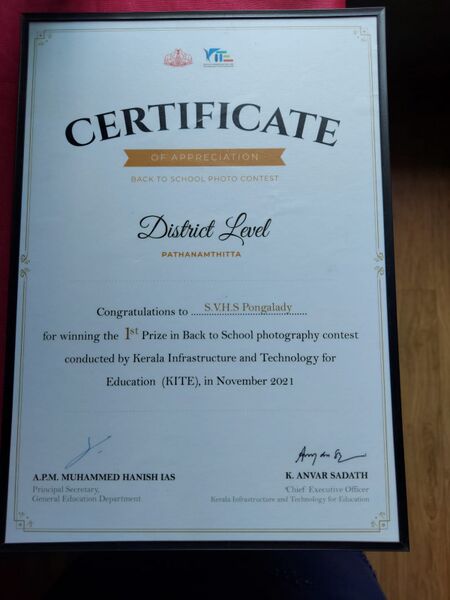 CERTIFICATE
OF APPRECIATION
BACK TO SCHOOL PHOTO CONTEST
District Level
PATHANAMTHITTA
Congratulations to S.V.H.S Pongalady
for winning the 1st Prize in Back to School photography contest
conducted by Kerala Infrastructure and Technology for
Education (KITE), in November 2021
A.P.M. MUHAMMED HANISH IAS
Principal Secretary,
General Education Department
K. ANVAR SADATH
Chief Executive Officer
Kerala Infrastructure and Technology for Education